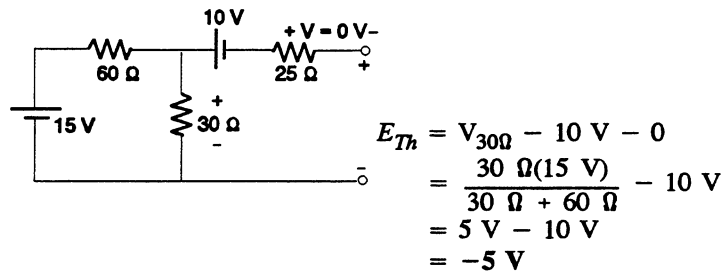 10 V
+ V = 0 V -
60 Ω
25 Ω
+
+
15 V
30 Ω
-
-
E_Th = V_30Ω − 10 V − 0
= 30 Ω(15 V) / 30 Ω + 60 Ω − 10 V
= 5 V − 10 V
= −5 V